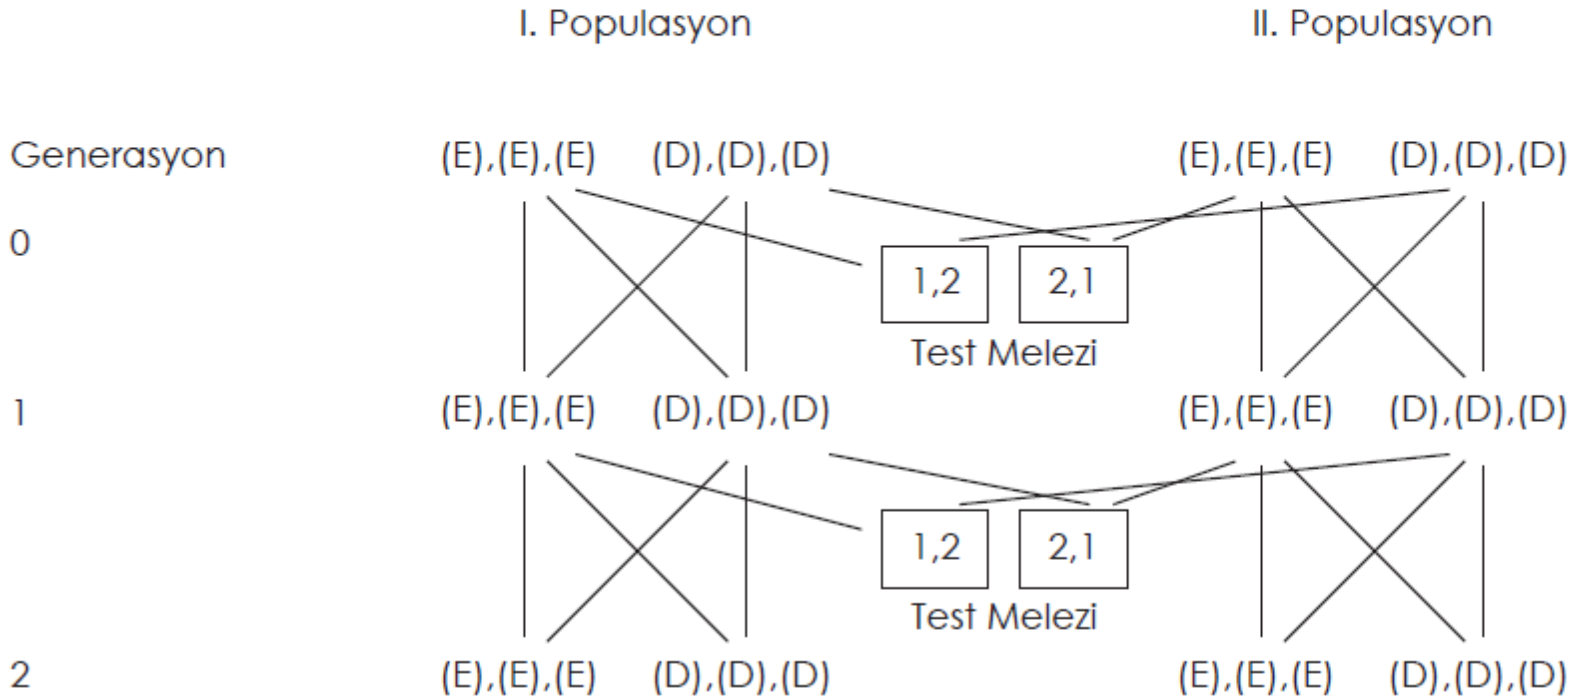 I. Populasyon II. Populasyon
Generasyon (E),(E),(E) (D),(D),(D) (E),(E),(E) (D),(D),(D)
0
1,2 2,1
Test Melezi
1 (E),(E),(E) (D),(D),(D) (E),(E),(E) (D),(D),(D)
1,2 2,1
Test Melezi
2 (E),(E),(E) (D),(D),(D) (E),(E),(E) (D),(D),(D)